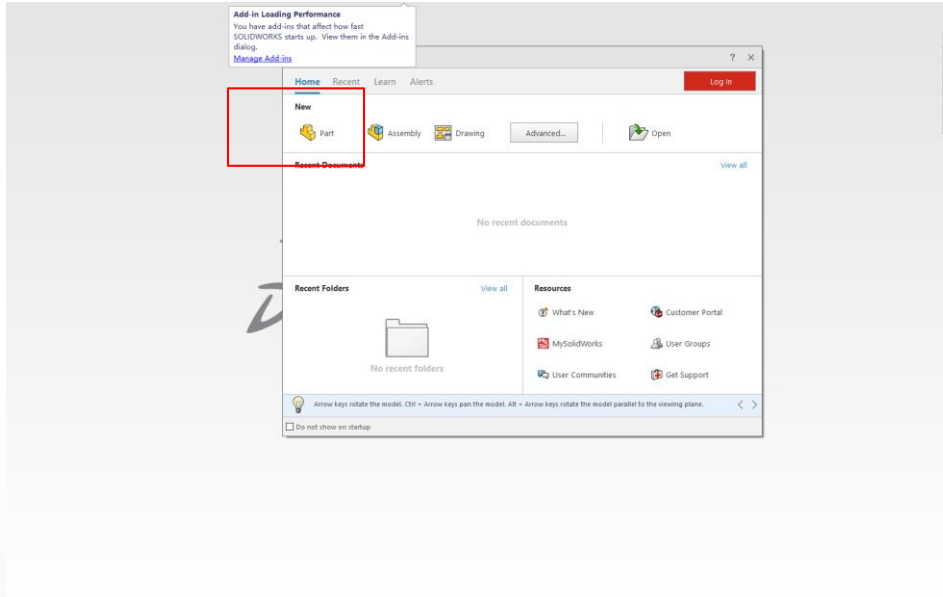 Add-in Loading Performance
You have add-ins that affect how fast
SOLIDWORKS starts up. View them in the Add-ins
dialog.
Manage Add-ins
? ×
Home Recent Learn Alerts Log In
New
Part Assembly Drawing Advanced... Open
Recent Documents View all
No recent documents
Recent Folders View all
No recent folders
Resources
What's New Customer Portal
MySolidWorks User Groups
User Communities Get Support
Arrow keys rotate the model. Ctrl + Arrow keys pan the model. Alt + Arrow keys rotate the model parallel to the viewing plane.
Do not show on startup